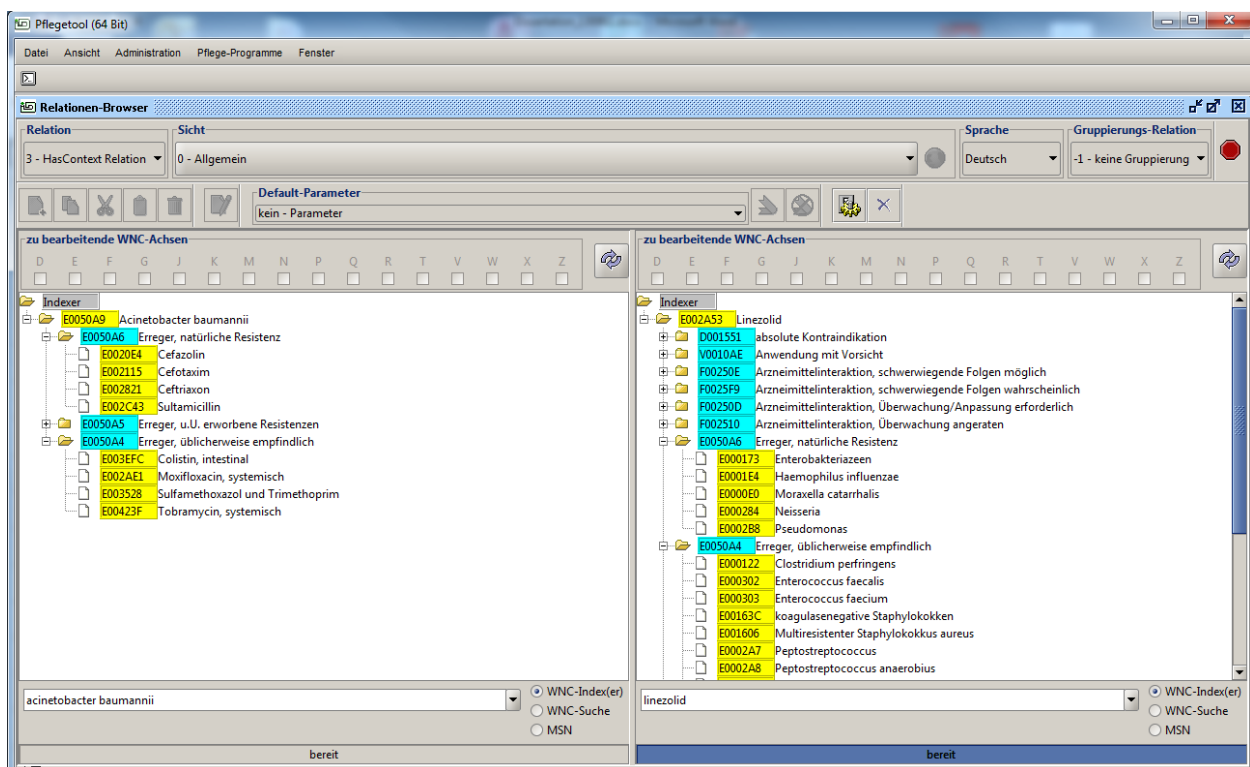 Pflegetool (64 Bit)
Datei Ansicht Administration Pflege-Programme Fenster
Relationen-Browser
Relation Sicht Sprache Gruppierungs-Relation
3 - HasContext Relation 0 - Allgemein Deutsch -1 - keine Gruppierung
Default-Parameter
kein - Parameter
zu bearbeitende WNC-Achsen
D E F G J K M N P Q R T V W X Z
Indexer
E0050A9 Acinetobacter baumannii
E0050A6 Erreger, natürliche Resistenz
E0020E4 Cefazolin
E002115 Cefotaxim
E002821 Ceftriaxon
E002C43 Sultamicillin
E0050A5 Erreger, u.U. erworbene Resistenzen
E0050A4 Erreger, üblicherweise empfindlich
E003EFC Colistin, intestinal
E002AE1 Moxifloxacin, systemisch
E003528 Sulfamethoxazol und Trimethoprim
E00423F Tobramycin, systemisch
acinetobacter baumannii
WNC-Index(er)
WNC-Suche
MSN
bereit
zu bearbeitende WNC-Achsen
D E F G J K M N P Q R T V W X Z
Indexer
E002A53 Linezolid
D001551 absolute Kontraindikation
V0010AE Anwendung mit Vorsicht
F00250E Arzneimittelinteraktion, schwerwiegende Folgen möglich
F0025F9 Arzneimittelinteraktion, schwerwiegende Folgen wahrscheinlich
F00250D Arzneimittelinteraktion, Überwachung/Anpassung erforderlich
F002510 Arzneimittelinteraktion, Überwachung angeraten
E0050A6 Erreger, natürliche Resistenz
E000173 Enterobakteriazeen
E0001E4 Haemophilus influenzae
E0000E0 Moraxella catarrhalis
E000284 Neisseria
E0002B8 Pseudomonas
E0050A4 Erreger, üblicherweise empfindlich
E000122 Clostridium perfringens
E000302 Enterococcus faecalis
E000303 Enterococcus faecium
E00163C koagulasenegative Staphylokokken
E001606 Multiresistenter Staphylokokkus aureus
E0002A7 Peptostreptococcus
E0002A8 Peptostreptococcus anaerobius
linezolid
WNC-Index(er)
WNC-Suche
MSN
bereit